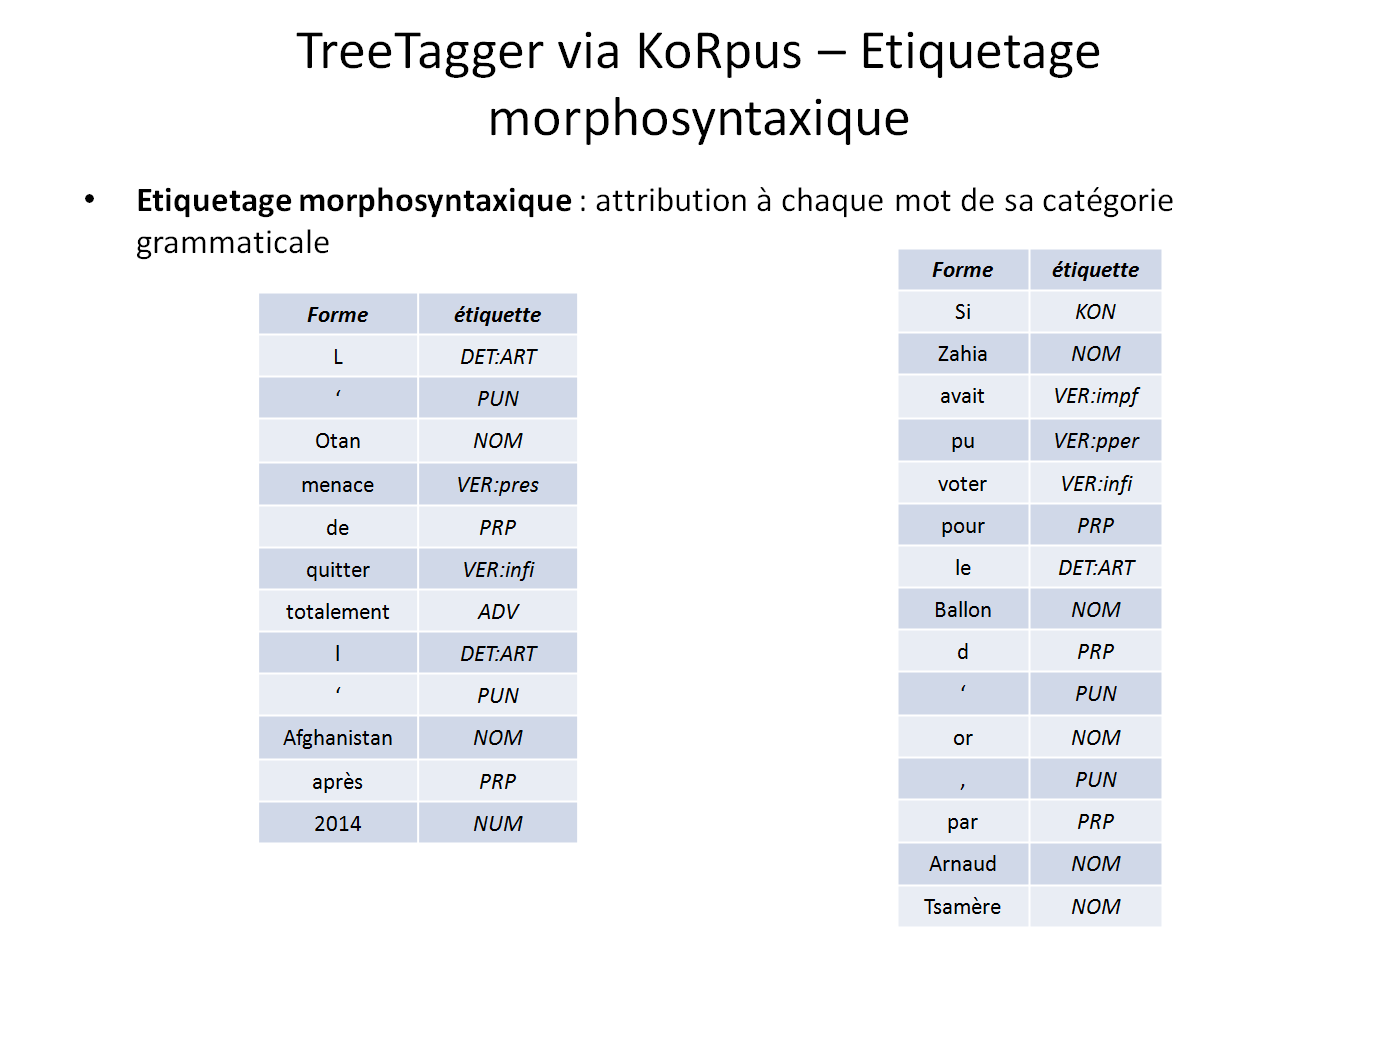 TreeTagger via KoRpus – Etiquetage
morphosyntaxique
• Etiquetage morphosyntaxique : attribution à chaque mot de sa catégorie
grammaticale
Forme étiquette
L DET:ART
‘ PUN
Otan NOM
menace VER:pres
de PRP
quitter VER:infi
totalement ADV
l DET:ART
‘ PUN
Afghanistan NOM
après PRP
2014 NUM
Forme étiquette
Si KON
Zahia NOM
avait VER:impf
pu VER:pper
voter VER:infi
pour PRP
le DET:ART
Ballon NOM
d PRP
‘ PUN
or NOM
, PUN
par PRP
Arnaud NOM
Tsamère NOM